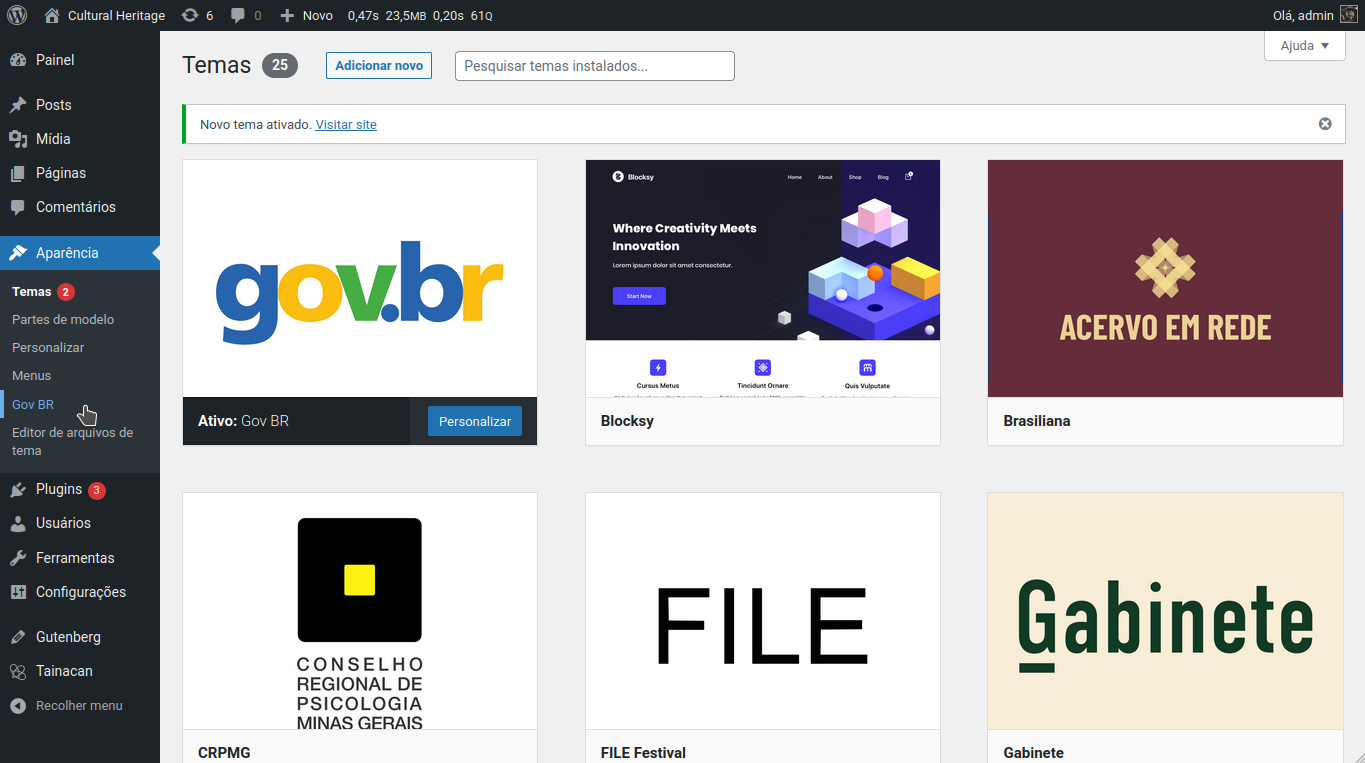 Cultural Heritage 6 0 Novo 0,47s 23,5MB 0,20s 61Q Olá, admin
Ajuda
Painel
Posts
Mídia
Páginas
Comentários
Aparência
Temas 2
Partes de modelo
Personalizar
Menus
Gov BR
Editor de arquivos de
tema
Plugins 3
Usuários
Ferramentas
Configurações
Gutenberg
Tainacan
Recolher menu
Temas 25 Adicionar novo Pesquisar temas instalados...
Novo tema ativado. Visitar site
gov.br
Ativo: Gov BR Personalizar
Blocksy Home About Shop Blog
Where Creativity Meets
Innovation
Lorem ipsum dolor sit amet consectetur.
Start Now
Cursus Metus Tincidunt Ornare Quis Vulputate
Blocksy
ACERVO EM REDE
Brasiliana
CONSELHO
REGIONAL DE
PSICOLOGIA
MINAS GERAIS
CRPMG
FILE
FILE Festival
Gabinete
Gabinete